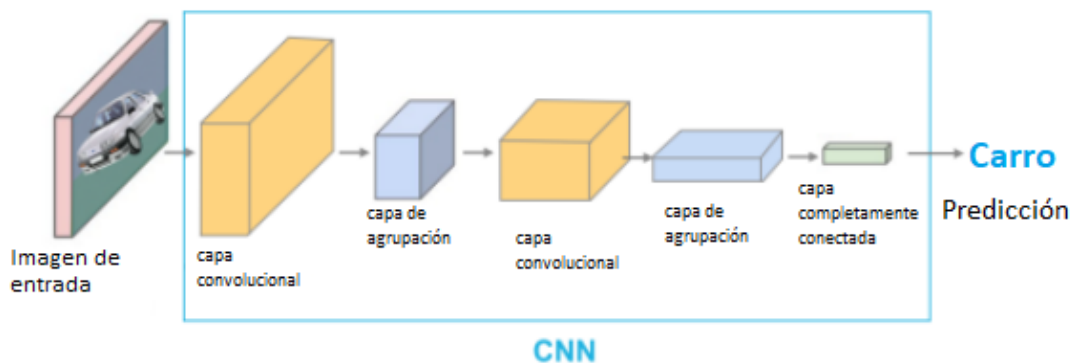 Imagen de
entrada
capa
convolucional
capa de
agrupación
capa
convolucional
capa de
agrupación
capa
completamente
conectada
Carro
Predicción
CNN